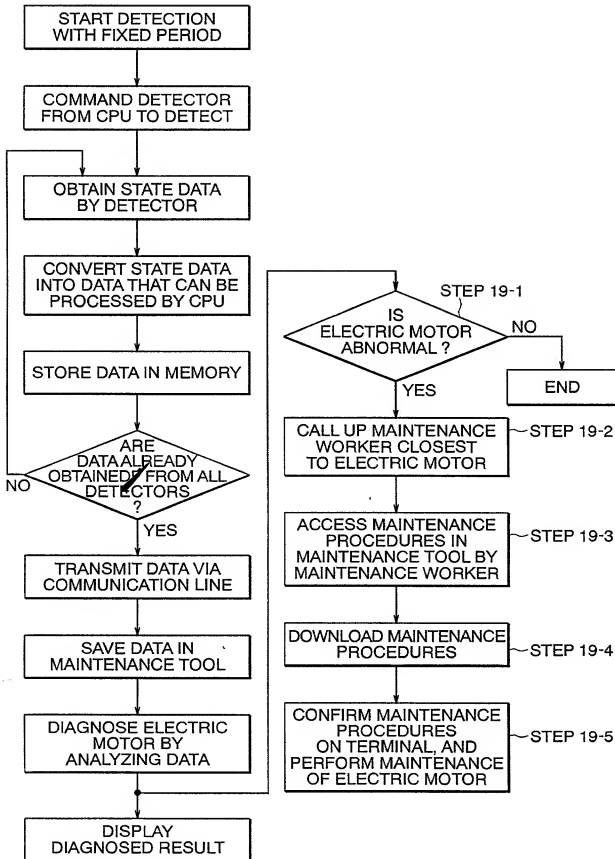 START DETECTION
WITH FIXED PERIOD
COMMAND DETECTOR
FROM CPU TO DETECT
OBTAIN STATE DATA
BY DETECTOR
CONVERT STATE DATA
INTO DATA THAT CAN BE
PROCESSED BY CPU
STORE DATA IN MEMORY
ARE
DATA ALREADY
OBTAINEDE FROM ALL
DETECTORS
?
NO
YES
TRANSMIT DATA VIA
COMMUNICATION LINE
SAVE DATA IN
MAINTENANCE TOOL
DIAGNOSE ELECTRIC
MOTOR BY
ANALYZING DATA
DISPLAY
DIAGNOSED RESULT
STEP 19-1
IS
ELECTRIC MOTOR
ABNORMAL ?
NO
END
YES
CALL UP MAINTENANCE
WORKER CLOSEST
TO ELECTRIC MOTOR
STEP 19-2
ACCESS MAINTENANCE
PROCEDURES IN
MAINTENANCE TOOL BY
MAINTENANCE WORKER
STEP 19-3
DOWNLOAD MAINTENANCE
PROCEDURES
STEP 19-4
CONFIRM MAINTENANCE
PROCEDURES
ON TERMINAL, AND
PERFORM MAINTENANCE
OF ELECTRIC MOTOR
STEP 19-5